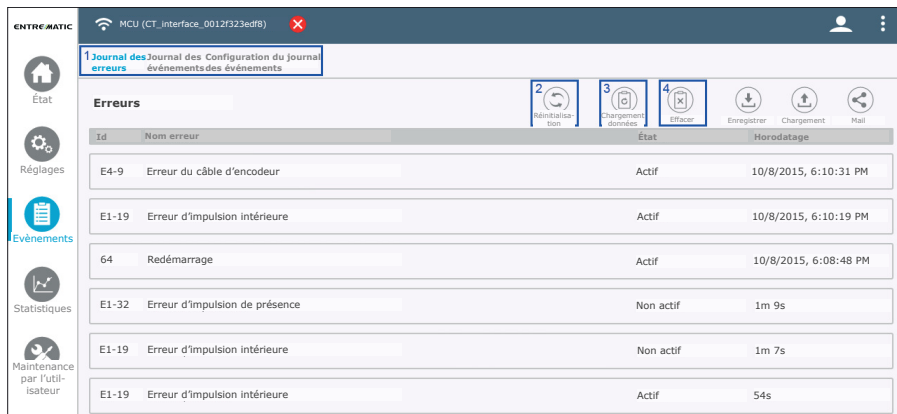 ENTREMATIC
MCU (CT_interface_0012f323edf8)
1
Journal des erreurs
Journal des événements
Configuration du journal des événements
État
Réglages
Evènements
Statistiques
Maintenance
par l'util-
isateur
Erreurs
2
Réinitialisa-
tion
3
Chargement
données
4
Effacer
Enregistrer
Chargement
Mail
Id Nom erreur État Horodatage
E4-9 Erreur du câble d'encodeur Actif 10/8/2015, 6:10:31 PM
E1-19 Erreur d'impulsion intérieure Actif 10/8/2015, 6:10:19 PM
64 Redémarrage Actif 10/8/2015, 6:08:48 PM
E1-32 Erreur d'impulsion de présence Non actif 1m 9s
E1-19 Erreur d'impulsion intérieure Non actif 1m 7s
E1-19 Erreur d'impulsion intérieure Actif 54s